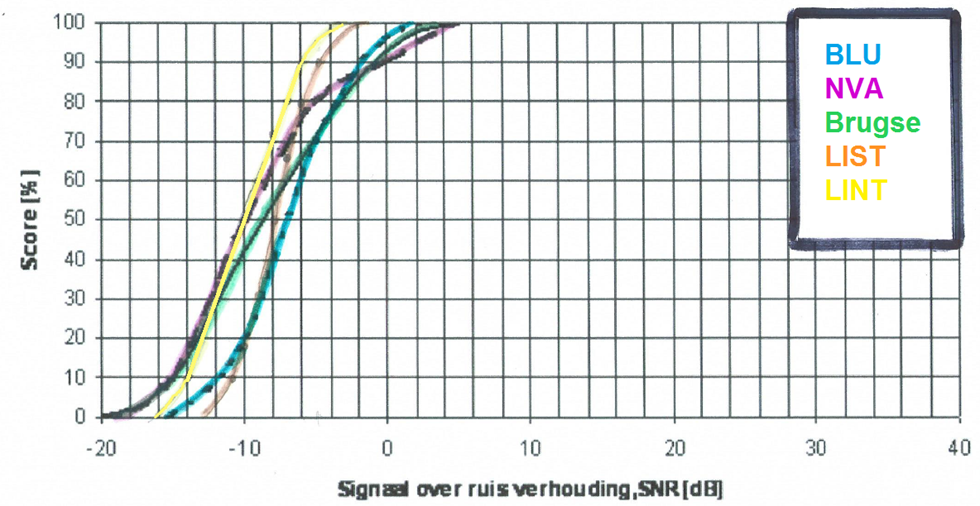 100
90
80
70
60
50
40
30
20
10
0
Score [%]
-20 -10 0 10 20 30 40
Signaal over ruis verhouding,SNR[dB]
BLU
NVA
Brugse
LIST
LINT